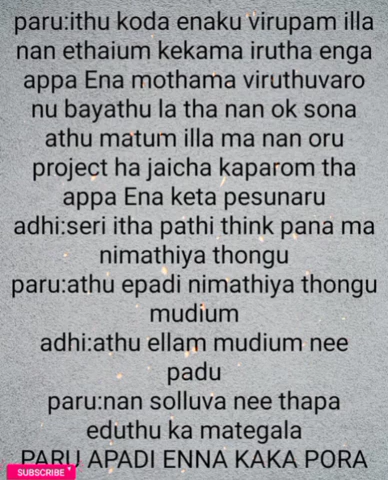 paru:ithu koda enaku virupam illa
nan ethaium kekama irutha enga
appa Ena mothama viruthuvaro
nu bayathu la tha nan ok sona
athu matum illa ma nan oru
project ha jaicha kaparom tha
appa Ena keta pesunaru
adhi:seri itha pathi think pana ma
nimathiya thongu
paru:athu epadi nimathiya thongu
mudium
adhi:athu ellam mudium nee
padu
paru:nan solluva nee thapa
eduthu ka mategala
PARU APADI ENNA KAKA PORA
SUBSCRIBE